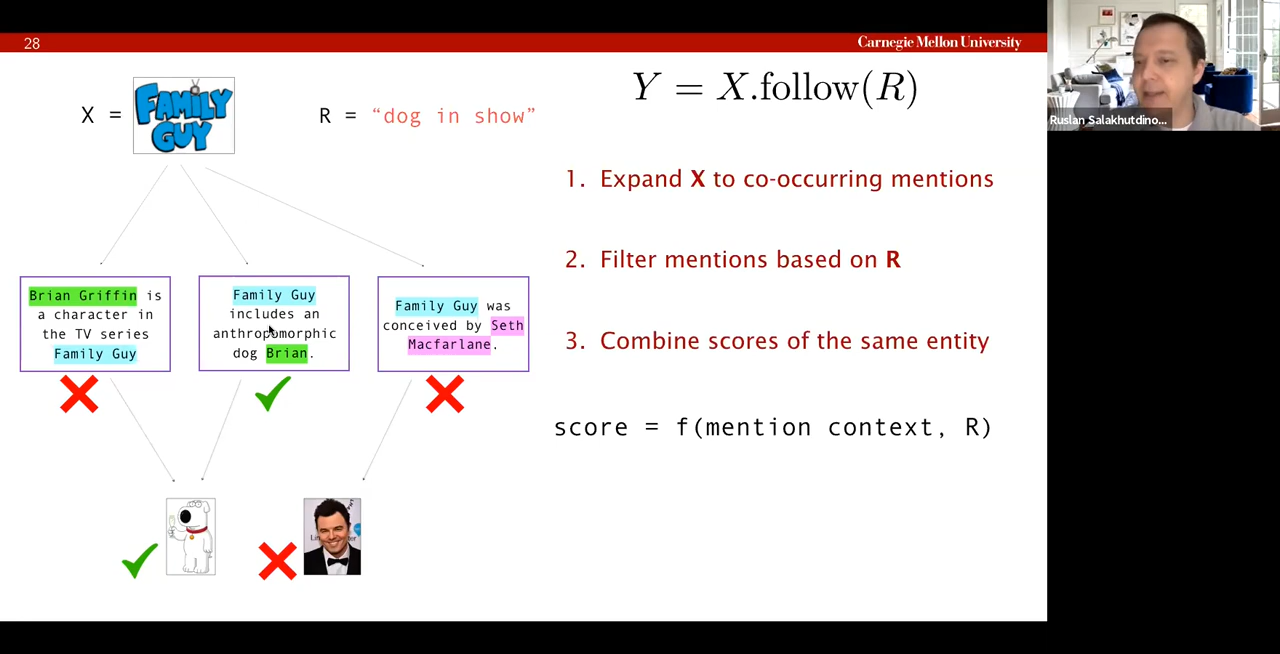 28
Carnegie Mellon University
X =
FAMILY
GUY
R = "dog in show"
Y = X.follow(R)
1. Expand X to co-occurring mentions
2. Filter mentions based on R
3. Combine scores of the same entity
score = f(mention context, R)
Brian Griffin is
a character in
the TV series
Family Guy
Family Guy
includes an
anthropomorphic
dog Brian.
Family Guy was
conceived by Seth
Macfarlane.
Ruslan Salakhutdino...